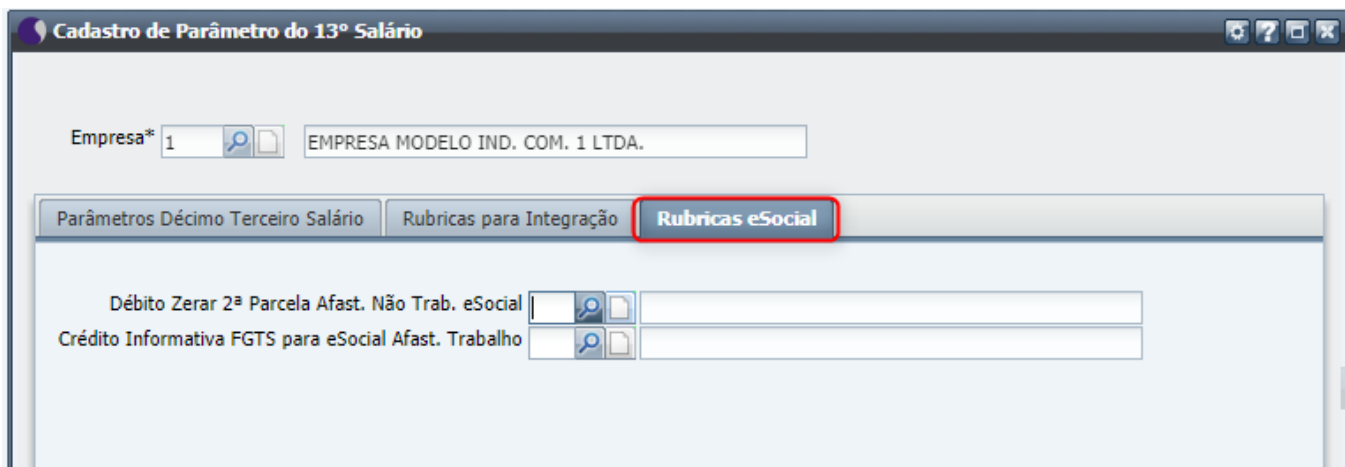 Cadastro de Parâmetro do 13º Salário
Empresa* 1 EMPRESA MODELO IND. COM. 1 LTDA.
Parâmetros Décimo Terceiro Salário Rubricas para Integração Rubricas eSocial
Débito Zerar 2ª Parcela Afast. Não Trab. eSocial
Crédito Informativa FGTS para eSocial Afast. Trabalho